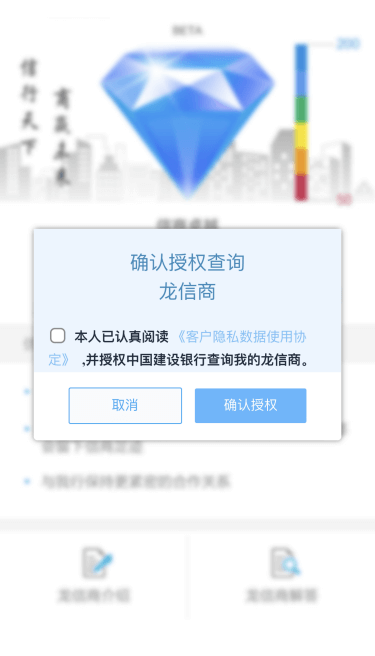 BETA
200
信行天下
商赢未来
50
确认授权查询
龙信商
本人已认真阅读 《客户隐私数据使用协
定》 ,并授权中国建设银行查询我的龙信商。
取消
确认授权
与我行保持更紧密的合作关系
龙信商介绍
龙信商解答